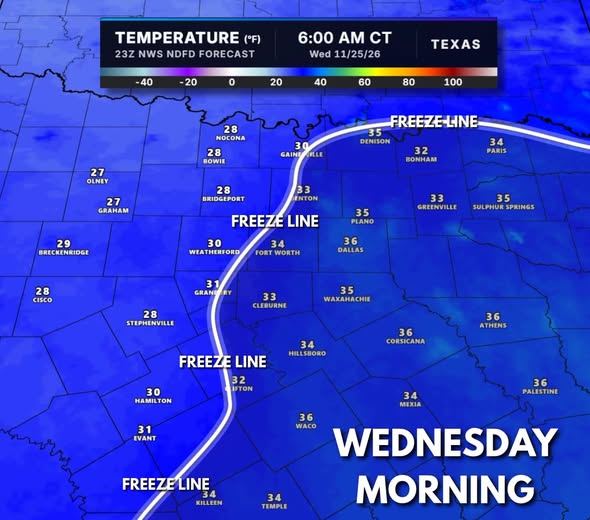 TEMPERATURE (°F)
23Z NWS NDFD FORECAST
6:00 AM CT
Wed 11/25/26
TEXAS
-40 -20 0 20 40 60 80 100
FREEZE LINE
28
NOCONA
35
DENISON
30
GAINESVILLE
34
PARIS
28
BOWIE
32
BONHAM
27
OLNEY
28
BRIDGEPORT
33
DENTON
33
GREENVILLE
35
SULPHUR SPRINGS
27
GRAHAM
35
PLANO
FREEZE LINE
29
BRECKENRIDGE
30
WEATHERFORD
34
FORT WORTH
36
DALLAS
28
CISCO
31
GRANBURY
33
CLEBURNE
35
WAXAHACHIE
28
STEPHENVILLE
36
CORSICANA
36
ATHENS
34
HILLSBORO
FREEZE LINE
32
CLIFTON
30
HAMILTON
34
MEXIA
36
PALESTINE
31
EVANT
36
WACO
WEDNESDAY
MORNING
FREEZE LINE
34
KILLEEN
34
TEMPLE